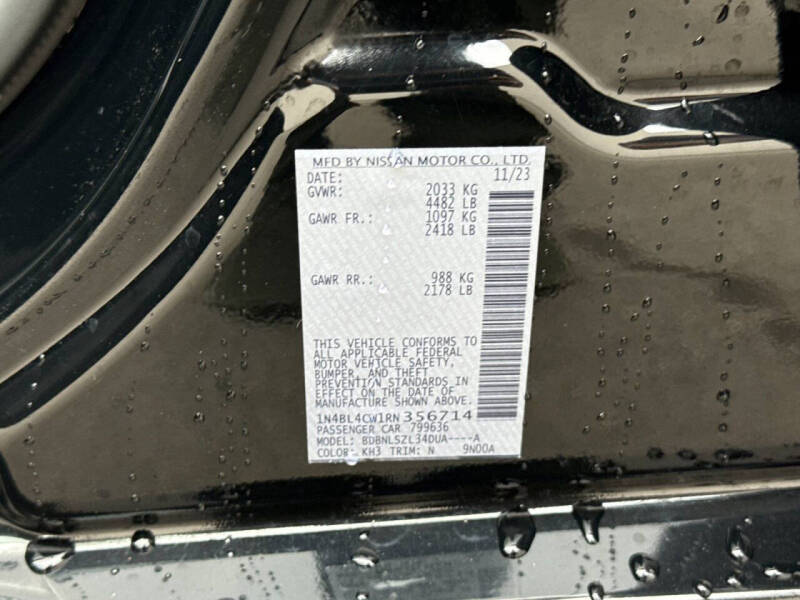 MFD BY NISSAN MOTOR CO., LTD.
DATE: 11/23
GVWR: 2033 KG
4482 LB
GAWR FR.: 1097 KG
2418 LB
GAWR RR.: 988 KG
2178 LB
THIS VEHICLE CONFORMS TO
ALL APPLICABLE FEDERAL
MOTOR VEHICLE SAFETY,
BUMPER, AND THEFT
PREVENTION STANDARDS
IN EFFECT ON THE DATE OF
MANUFACTURE SHOWN ABOVE.
1N4BL4CW1RN356714
PASSENGER CAR 799636
MODEL: BDBNLSZL34DUA----A
COLOR: KH3 TRIM: N 9N00A